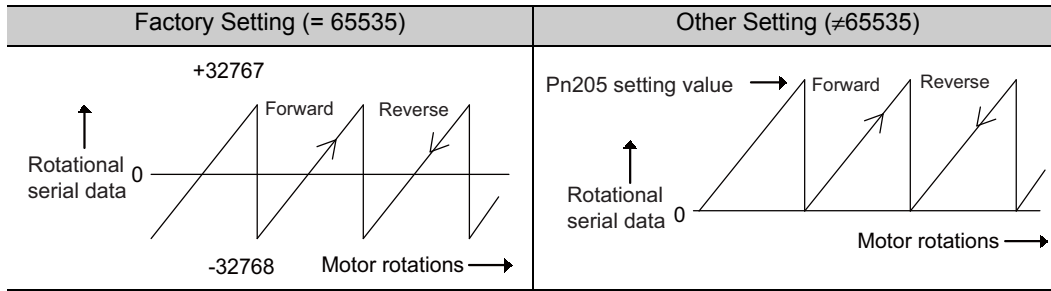 Factory Setting (= 65535)
+32767
Forward
Reverse
Rotational
serial data
0
-32768
Motor rotations
Other Setting (≠65535)
Pn205 setting value
Forward
Reverse
Rotational
serial data
0
Motor rotations